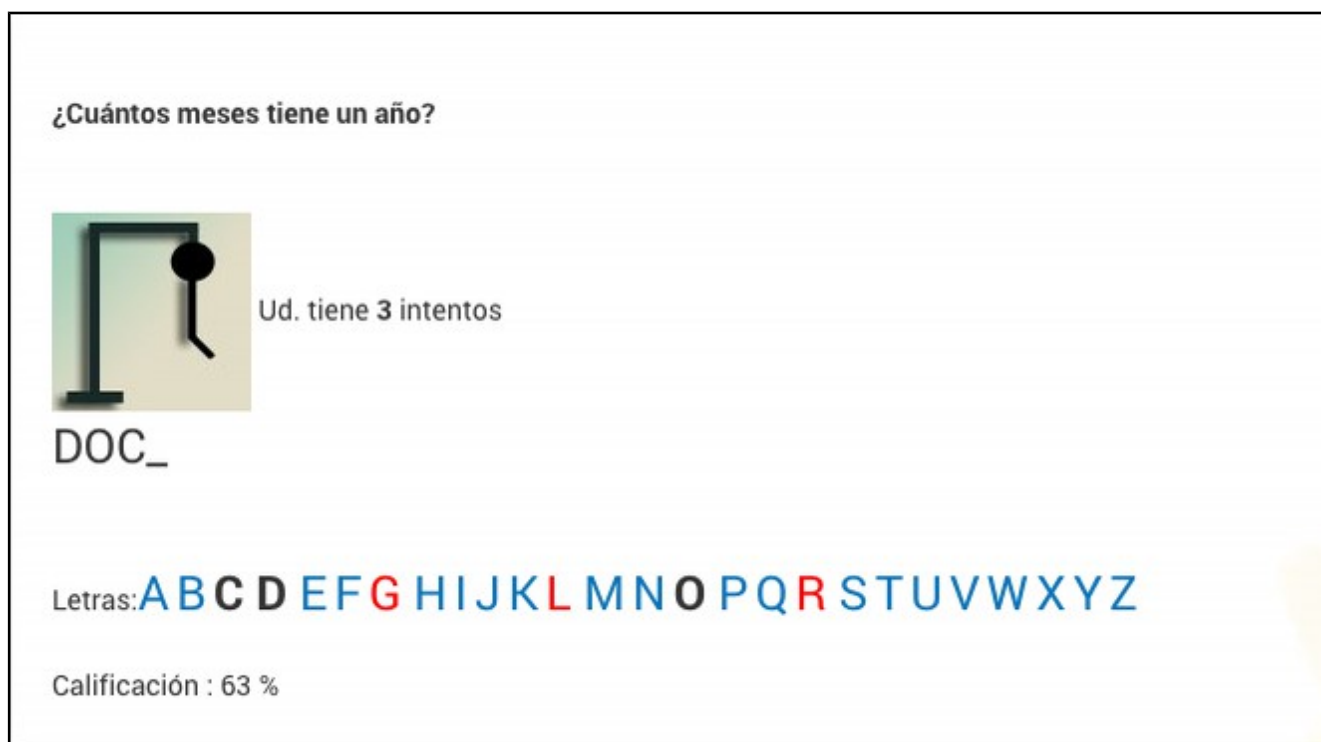 ¿Cuántos meses tiene un año?
Ud. tiene 3 intentos
DOC_
Letras:A B C D E F G H I J K L M N O P Q R S T U V W X Y Z
Calificación : 63 %